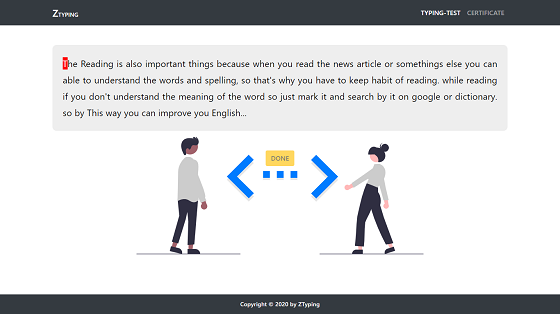 ZTYPING
TYPING-TEST CERTIFICATE
The Reading is also important things because when you read the news article or somethings else you can
able to understand the words and spelling, so that's why you have to keep habit of reading. while reading
if you don't understand the meaning of the word so just mark it and search by it on google or dictionary.
so by This way you can improve you English...
DONE
Copyright © 2020 by ZTyping